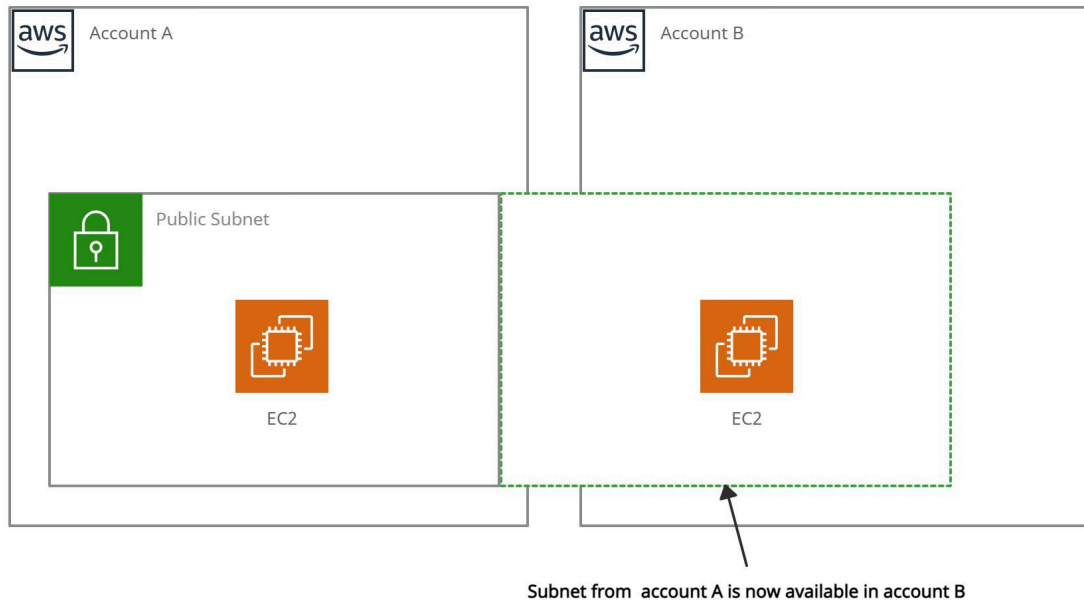 aws
Account A
aws
Account B
Public Subnet
EC2
EC2
Subnet from account A is now available in account B